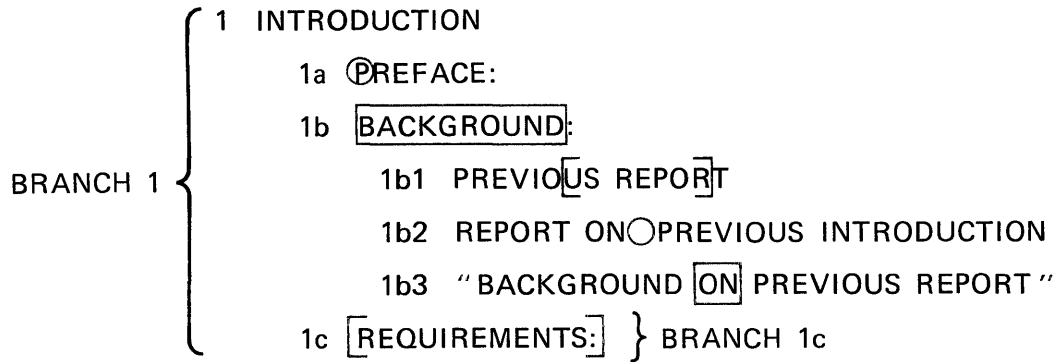 1 INTRODUCTION
1a PREFACE:
1b BACKGROUND:
BRANCH 1
1b1 PREVIOUS REPORT
1b2 REPORT ON PREVIOUS INTRODUCTION
1b3 "BACKGROUND ON PREVIOUS REPORT"
1c [REQUIREMENTS:] } BRANCH 1c